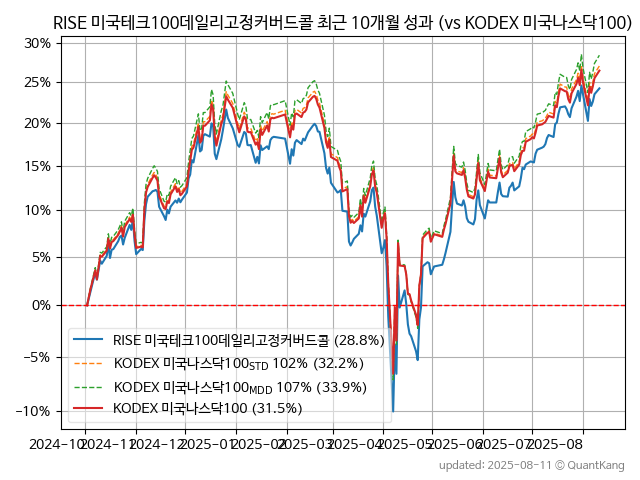 RISE 미국테크100데일리고정커버드콜 최근 10개월 성과 (vs KODEX 미국나스닥100)
30%
25%
20%
15%
10%
5%
0%
−5%
−10%
RISE 미국테크100데일리고정커버드콜 (28.8%)
KODEX 미국나스닥100STD 102% (32.2%)
KODEX 미국나스닥100MDD 107% (33.9%)
KODEX 미국나스닥100 (31.5%)
2024-10 2024-11 2024-12 2025-01 2025-02 2025-03 2025-04 2025-05 2025-06 2025-07 2025-08
updated: 2025-08-11 © QuantKang